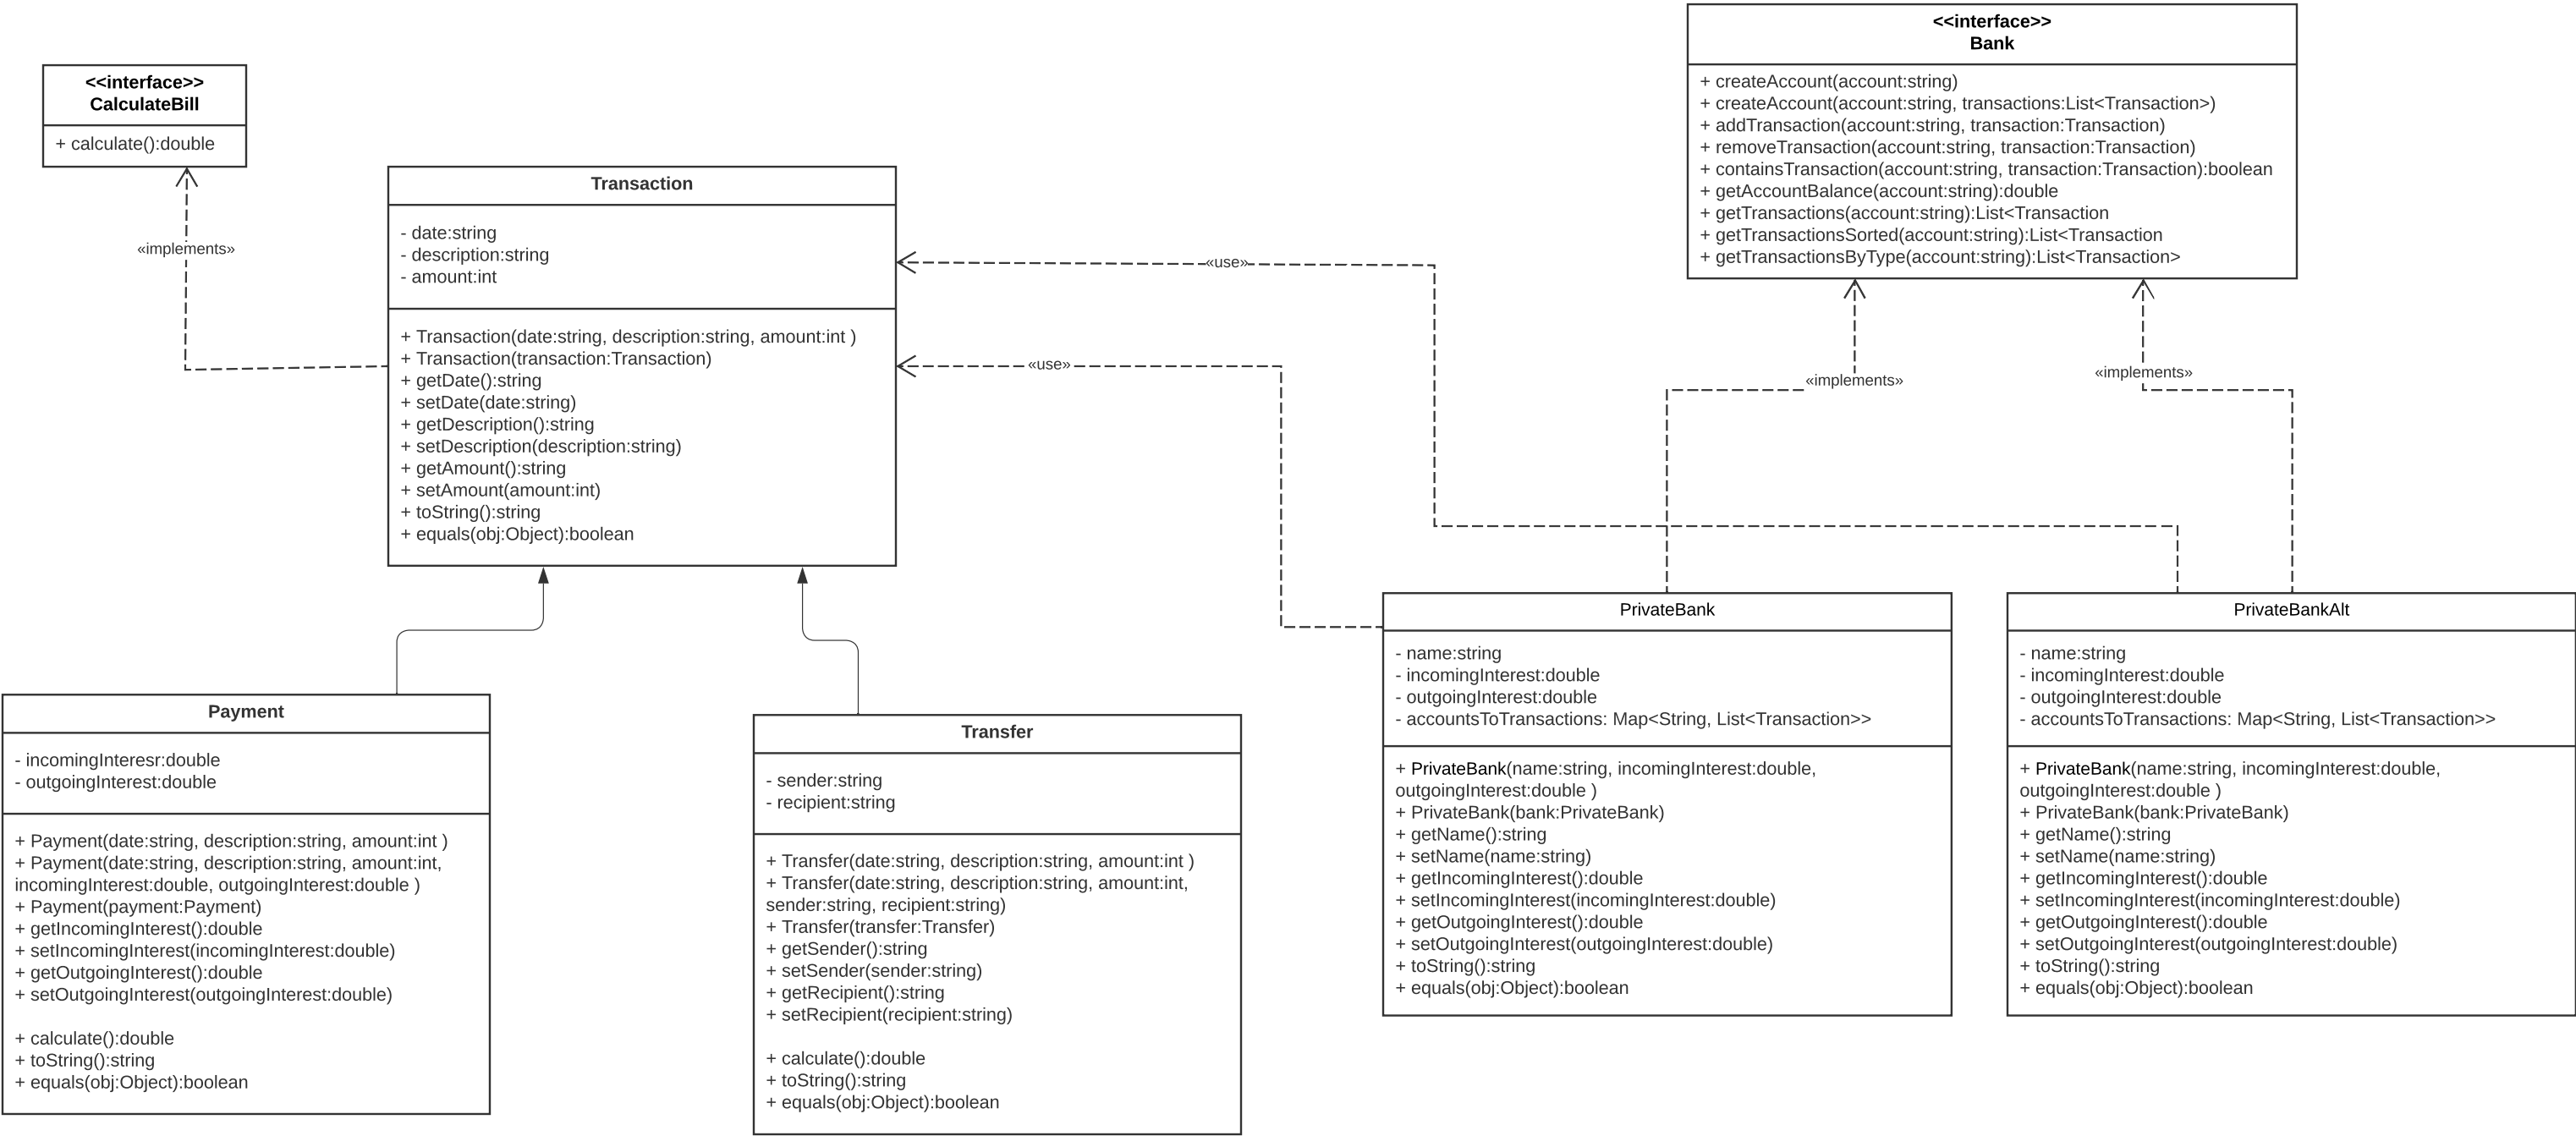 <<interface>>
CalculateBill
+ calculate():double
«implements»
Transaction
- date:string
- description:string
- amount:int
+ Transaction(date:string, description:string, amount:int )
+ Transaction(transaction:Transaction)
+ getDate():string
+ setDate(date:string)
+ getDescription():string
+ setDescription(description:string)
+ getAmount():string
+ setAmount(amount:int)
+ toString():string
+ equals(obj:Object):boolean
«use»
«use»
<<interface>>
Bank
+ createAccount(account:string)
+ createAccount(account:string, transactions:List<Transaction>)
+ addTransaction(account:string, transaction:Transaction)
+ removeTransaction(account:string, transaction:Transaction)
+ containsTransaction(account:string, transaction:Transaction):boolean
+ getAccountBalance(account:string):double
+ getTransactions(account:string):List<Transaction
+ getTransactionsSorted(account:string):List<Transaction
+ getTransactionsByType(account:string):List<Transaction>
«implements»
«implements»
Payment
- incomingInteresr:double
- outgoingInterest:double
+ Payment(date:string, description:string, amount:int )
+ Payment(date:string, description:string, amount:int,
incomingInterest:double, outgoingInterest:double )
+ Payment(payment:Payment)
+ getIncomingInterest():double
+ setIncomingInterest(incomingInterest:double)
+ getOutgoingInterest():double
+ setOutgoingInterest(outgoingInterest:double)
+ calculate():double
+ toString():string
+ equals(obj:Object):boolean
Transfer
- sender:string
- recipient:string
+ Transfer(date:string, description:string, amount:int )
+ Transfer(date:string, description:string, amount:int,
sender:string, recipient:string)
+ Transfer(transfer:Transfer)
+ getSender():string
+ setSender(sender:string)
+ getRecipient():string
+ setRecipient(recipient:string)
+ calculate():double
+ toString():string
+ equals(obj:Object):boolean
PrivateBank
- name:string
- incomingInterest:double
- outgoingInterest:double
- accountsToTransactions: Map<String, List<Transaction>>
+ PrivateBank(name:string, incomingInterest:double,
outgoingInterest:double )
+ PrivateBank(bank:PrivateBank)
+ getName():string
+ setName(name:string)
+ getIncomingInterest():double
+ setIncomingInterest(incomingInterest:double)
+ getOutgoingInterest():double
+ setOutgoingInterest(outgoingInterest:double)
+ toString():string
+ equals(obj:Object):boolean
PrivateBankAlt
- name:string
- incomingInterest:double
- outgoingInterest:double
- accountsToTransactions: Map<String, List<Transaction>>
+ PrivateBank(name:string, incomingInterest:double,
outgoingInterest:double )
+ PrivateBank(bank:PrivateBank)
+ getName():string
+ setName(name:string)
+ getIncomingInterest():double
+ setIncomingInterest(incomingInterest:double)
+ getOutgoingInterest():double
+ setOutgoingInterest(outgoingInterest:double)
+ toString():string
+ equals(obj:Object):boolean